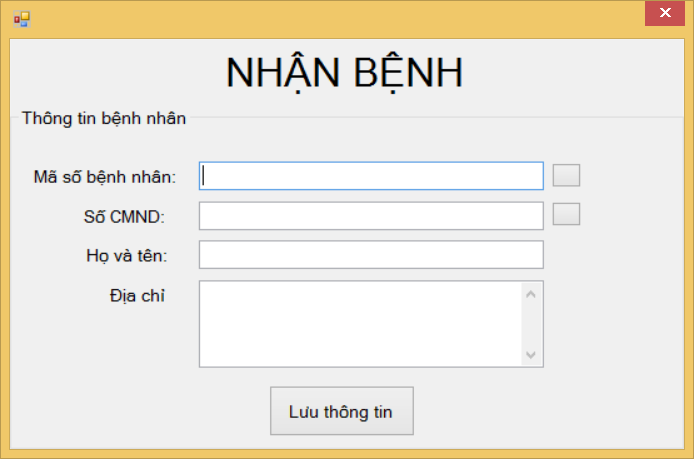 NHẬN BỆNH
Thông tin bệnh nhân
Mã số bệnh nhân:
Số CMND:
Họ và tên:
Địa chỉ
Lưu thông tin